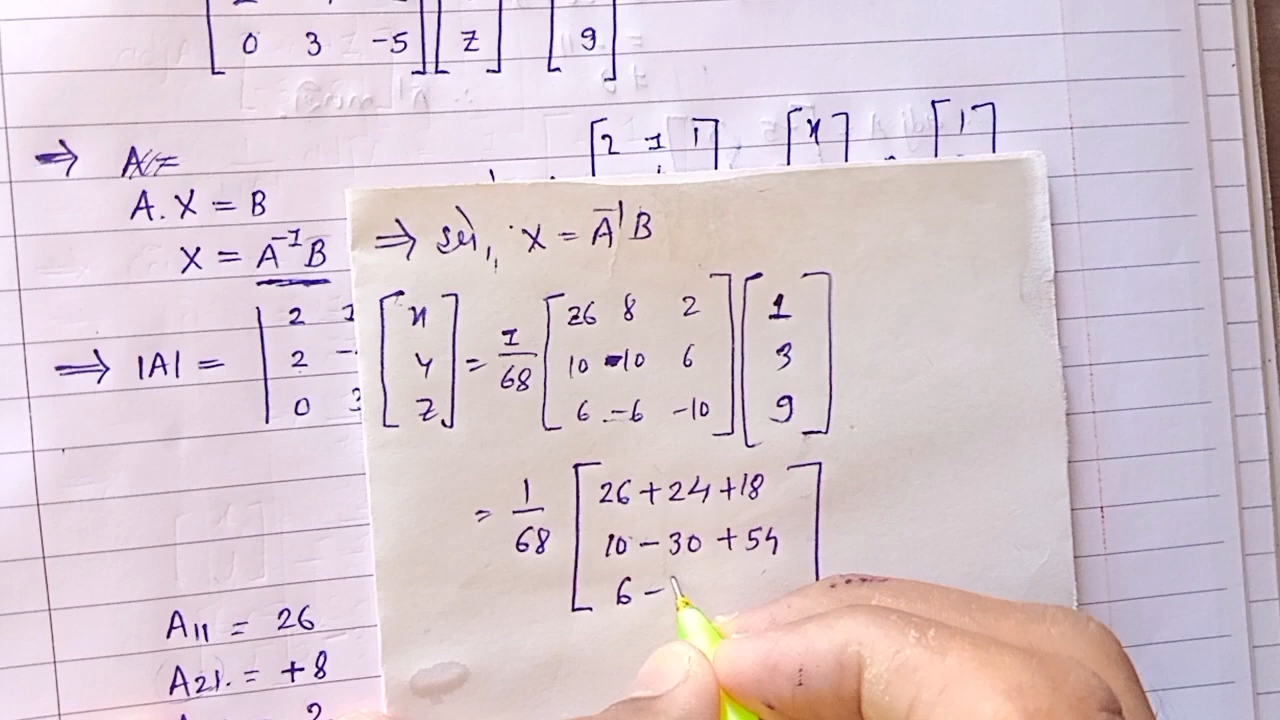 0 3 -5 z 9
2 1 1 x 1
⇒ A
A.X = B
X = A⁻¹B
⇒ |A| = 2
2 -
0 3
⇒ X = A⁻¹B
[x y z] = 1/68 [26 8 2
10 -10 6
6 -6 -10] [1 3 9]
= 1/68 [26+24+18
10-30+54
6-
A11 = 26
A21. = +8
2